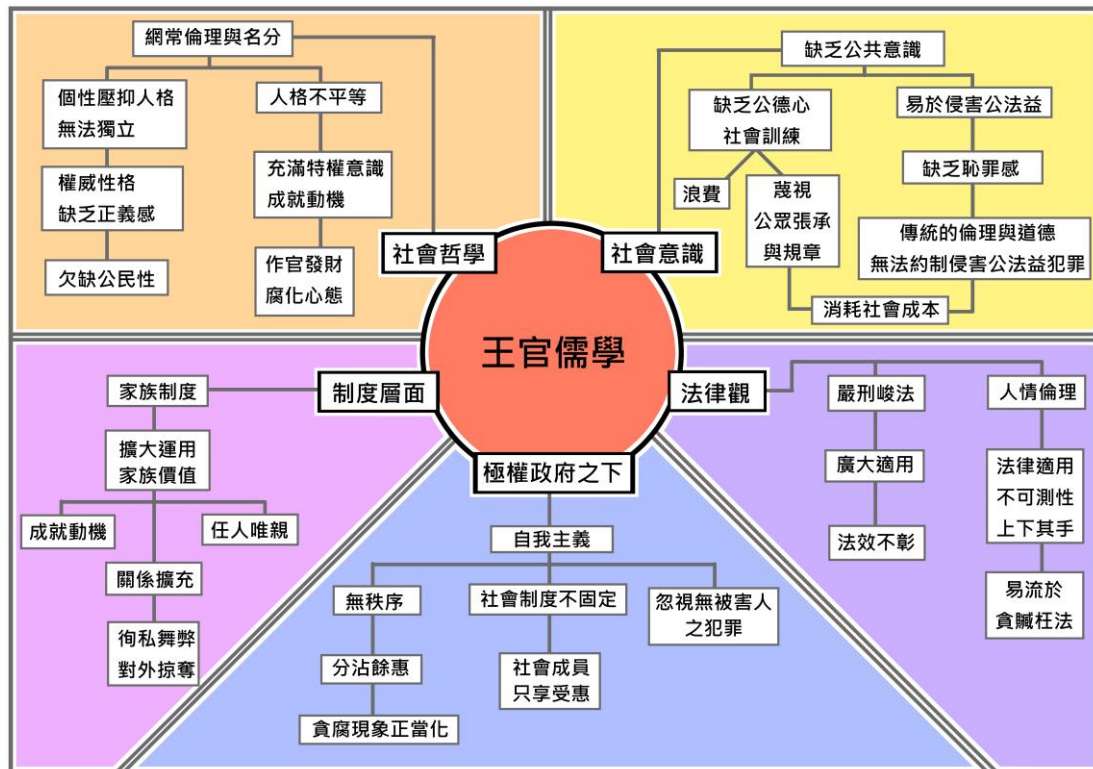 網常倫理與名分
個性壓抑人格
無法獨立
權威性格
缺乏正義感
欠缺公民性
人格不平等
充滿特權意識
成就動機
作官發財
腐化心態
社會哲學
缺乏公共意識
缺乏公德心
社會訓練
浪費
蔑視
公眾張承
與規章
易於侵害公法益
缺乏恥罪感
傳統的倫理與道德
無法約制侵害公法益犯罪
消耗社會成本
社會意識
王官儒學
制度層面
家族制度
擴大運用
家族價值
成就動機
任人唯親
關係擴充
徇私舞弊
對外掠奪
極權政府之下
自我主義
無秩序
分沾餘惠
貪腐現象正當化
社會制度不固定
社會成員
只享受惠
忽視無被害人
之犯罪
法律觀
嚴刑峻法
廣大適用
法效不彰
人情倫理
法律適用
不可測性
上下其手
易流於
貪贓枉法